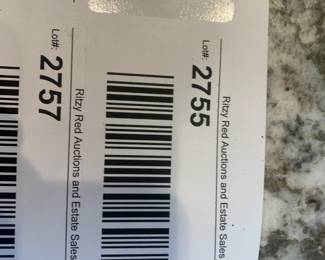 Ritzy Red Auctions and Estate Sales
Lot#: 2755
Ritzy Red Auctions and Estate Sales
Lot#: 2757